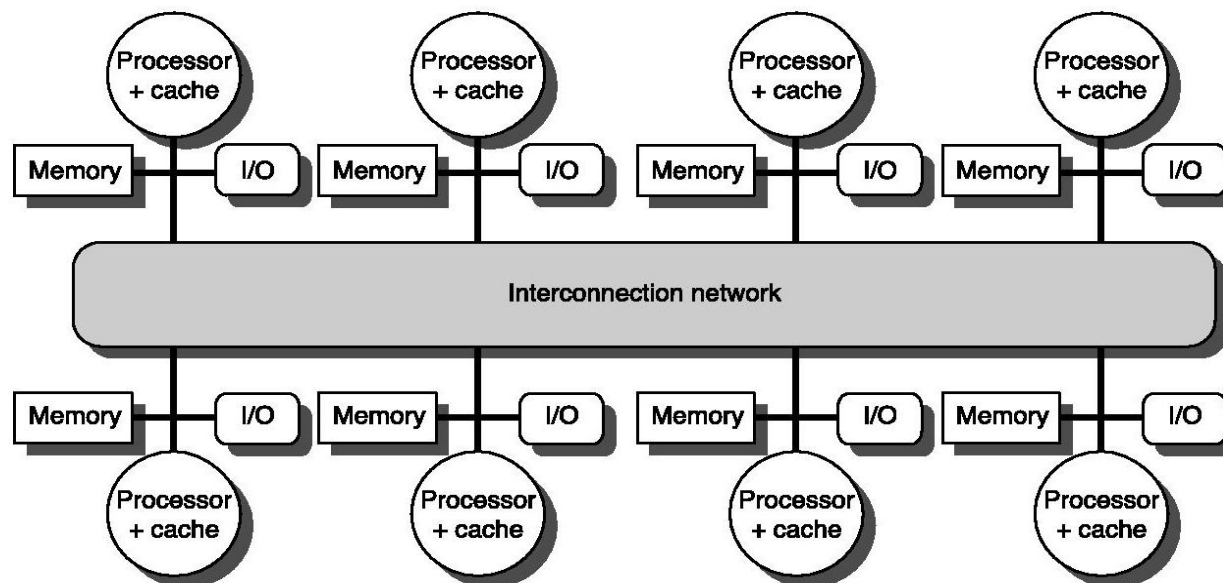 Processor
+ cache
Processor
+ cache
Processor
+ cache
Processor
+ cache
Memory
I/O
Memory
I/O
Memory
I/O
Memory
I/O
Interconnection network
Memory
I/O
Memory
I/O
Memory
I/O
Memory
I/O
Processor
+ cache
Processor
+ cache
Processor
+ cache
Processor
+ cache